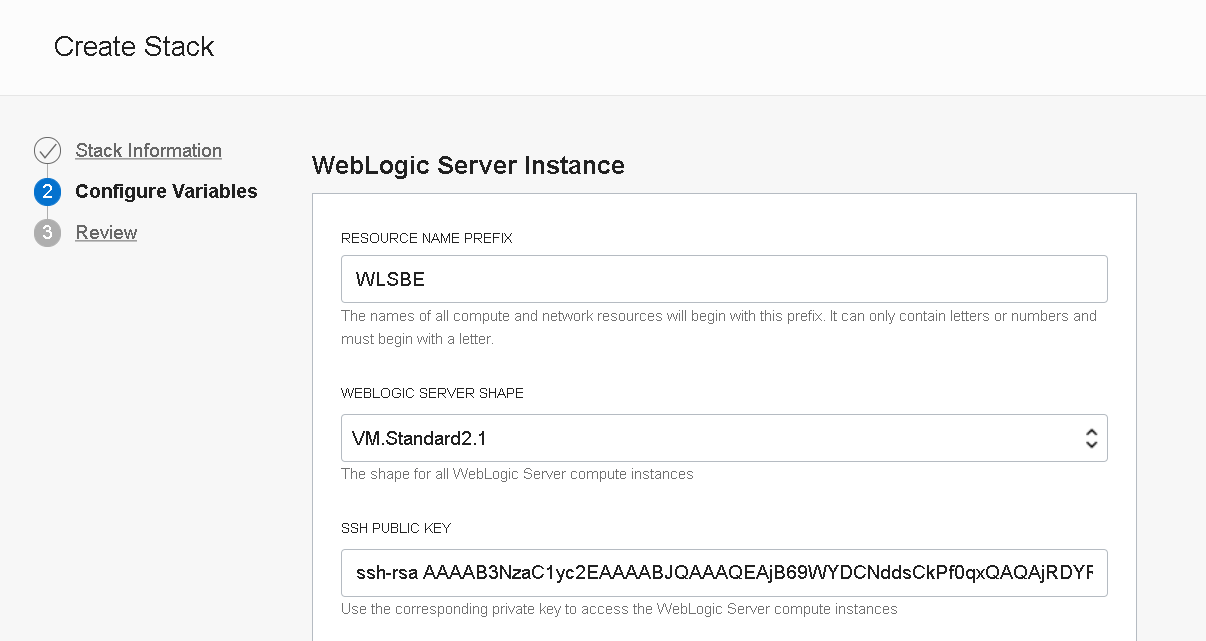 Create Stack
Stack Information
2 Configure Variables
3 Review
WebLogic Server Instance
RESOURCE NAME PREFIX
WLSBE
The names of all compute and network resources will begin with this prefix. It can only contain letters or numbers and
must begin with a letter.
WEBLOGIC SERVER SHAPE
VM.Standard2.1
The shape for all WebLogic Server compute instances
SSH PUBLIC KEY
ssh-rsa AAAAB3NzaC1yc2EAAAABJQAAAQEAjB69WYDCNddsCkPf0qxQAQAjRDYF
Use the corresponding private key to access the WebLogic Server compute instances